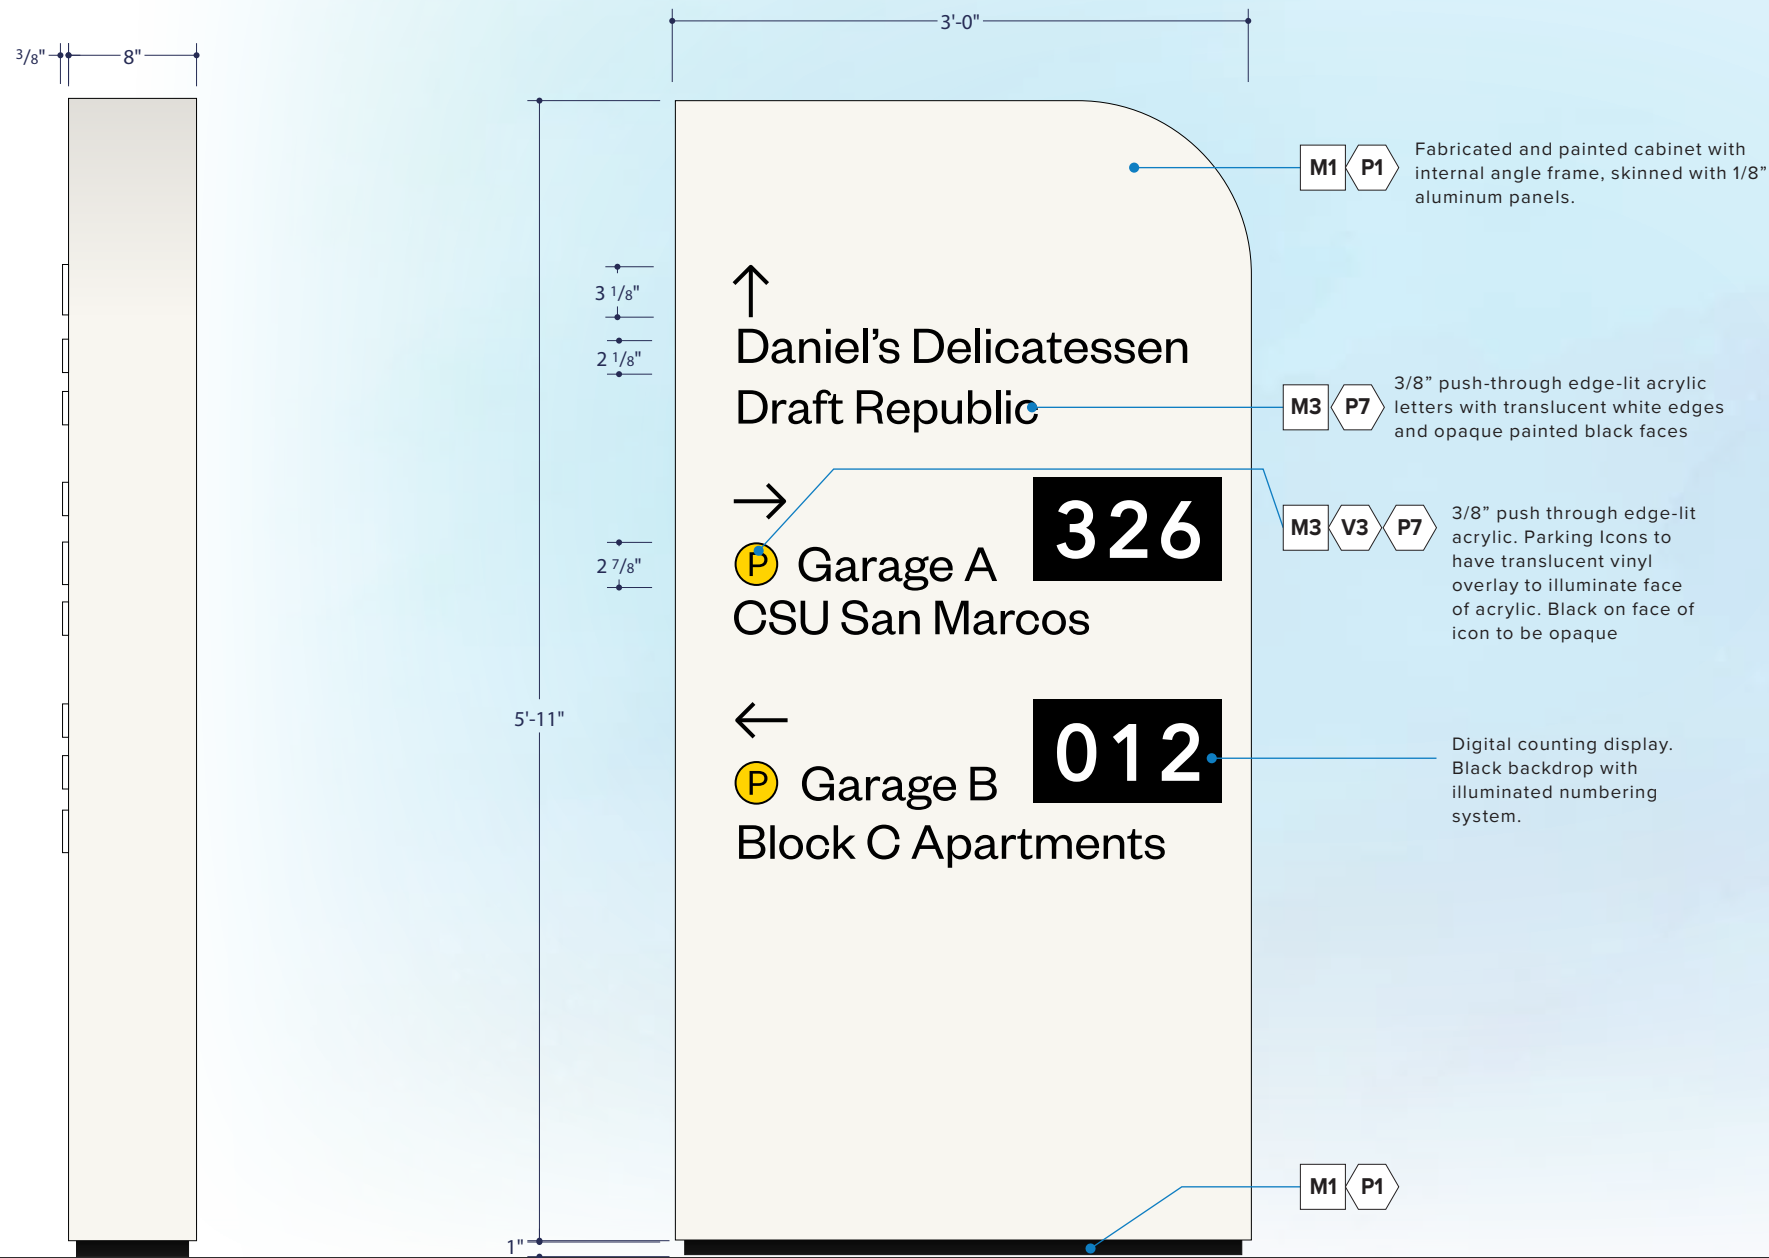 3'-0"
3/8"
8"
M1 P1
Fabricated and painted cabinet with
internal angle frame, skinned with 1/8”
aluminum panels.
3 1/8"
2 1/8"
Daniel’s Delicatessen
Draft Republic
M3 P7
3/8” push-through edge-lit acrylic
letters with translucent white edges
and opaque painted black faces
326
2 7/8"
P Garage A
CSU San Marcos
M3 V3 P7
3/8” push through edge-lit
acrylic. Parking Icons to
have translucent vinyl
overlay to illuminate face
of acrylic. Black on face of
icon to be opaque
5'-11"
012
P Garage B
Block C Apartments
Digital counting display.
Black backdrop with
illuminated numbering
system.
M1 P1
1"